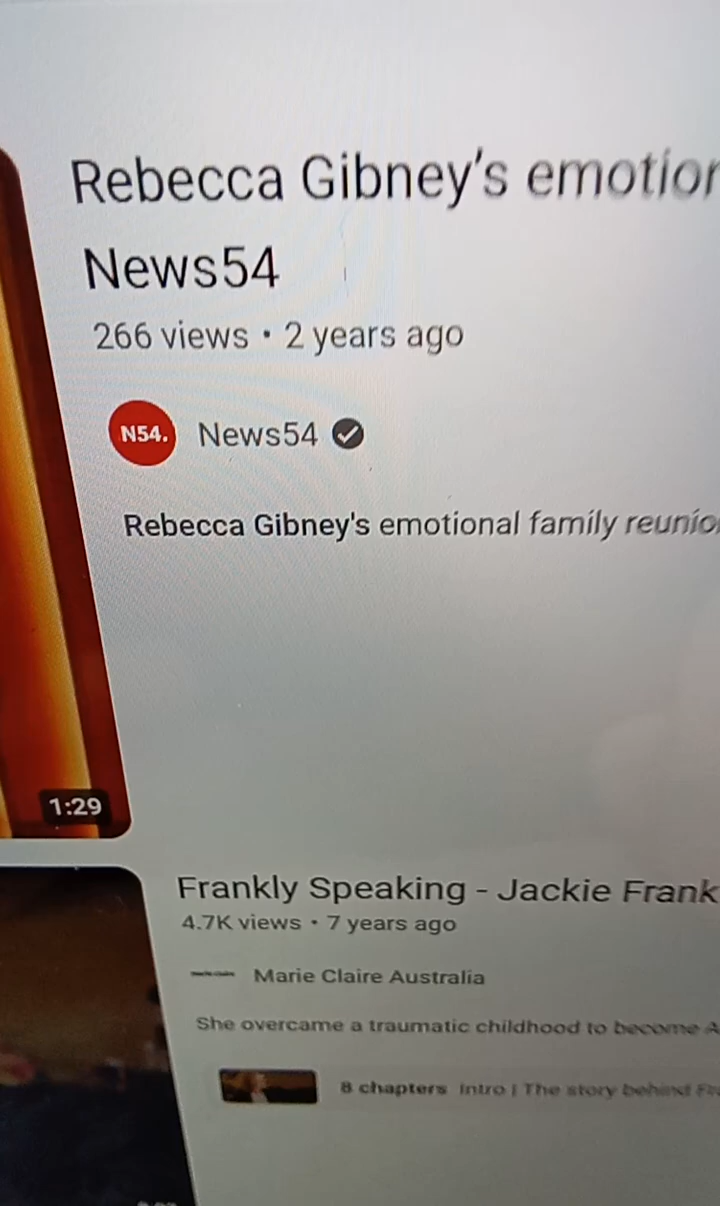 Rebecca Gibney's emotion
News54
266 views • 2 years ago
N54. News54
Rebecca Gibney's emotional family reunio
1:29
Frankly Speaking - Jackie Frank
4.7K views • 7 years ago
Marie Claire Australia
She overcame a traumatic childhood to become A
8 chapters Intro | The story behind